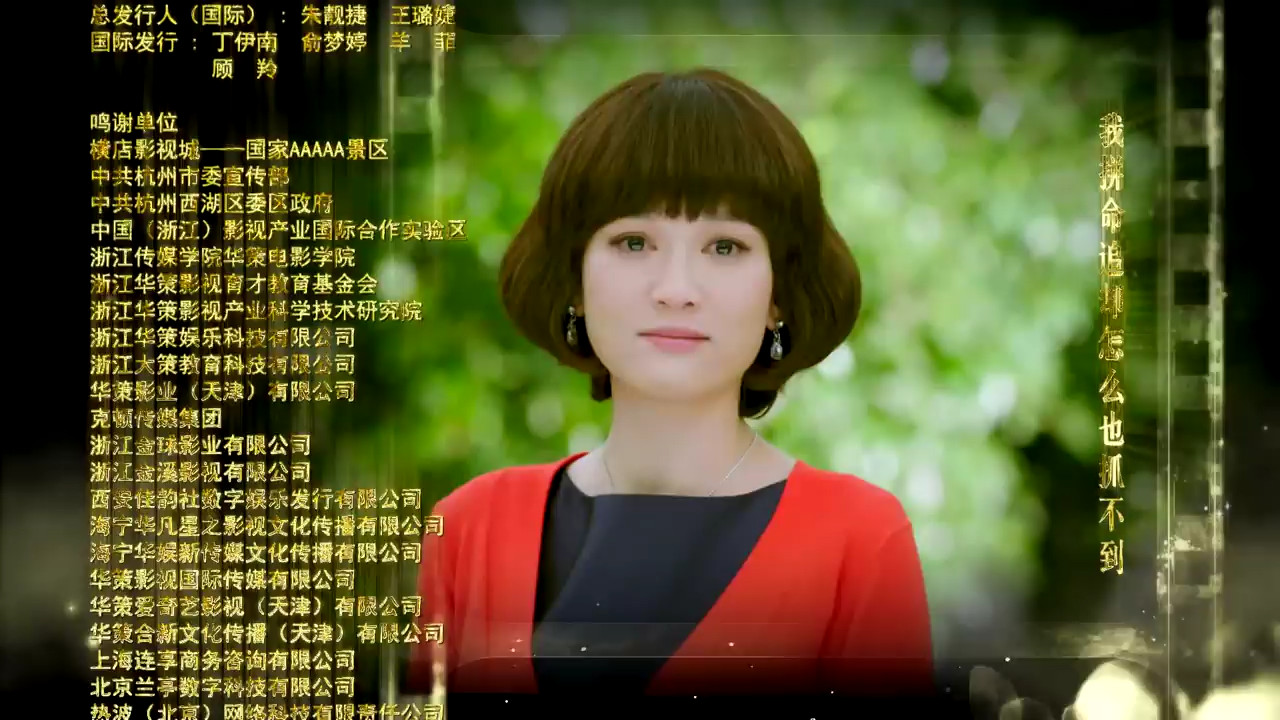 总发行人（国际）：朱靓捷 王璐婕
国际发行：丁伊南 俞梦婷 羊 菲
顾 羚
鸣谢单位
横店影视城——国家AAAAA景区
中共杭州市委宣传部
中共杭州西湖区委区政府
中国（浙江）影视产业国际合作实验区
浙江传媒学院华策电影学院
浙江华策影视育才教育基金会
浙江华策影视产业科学技术研究院
浙江华策娱乐科技有限公司
浙江大策教育科技有限公司
华策影业（天津）有限公司
克顿传媒集团
浙江金球影业有限公司
浙江金溪影视有限公司
西安佳韵社数字娱乐发行有限公司
海宁华凡星之影视文化传播有限公司
海宁华娱新传媒文化传播有限公司
华策影视国际传媒有限公司
华策爱奇艺影视（天津）有限公司
华策合新文化传播（天津）有限公司
上海连享商务咨询有限公司
北京兰亭数字科技有限公司
热波（北京）网络科技有限责任公司
我拼命追却怎么也抓不到